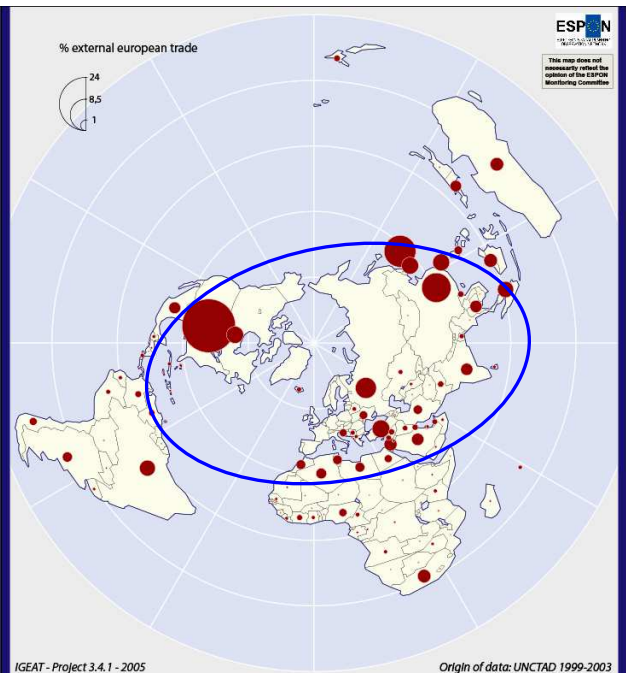 % external european trade
24
8,5
1
ESPON
This map does not
necessarily reflect the
opinion of the ESPON
Monitoring Committee
IGEAT - Project 3.4.1 - 2005
Origin of data: UNCTAD 1999-2003